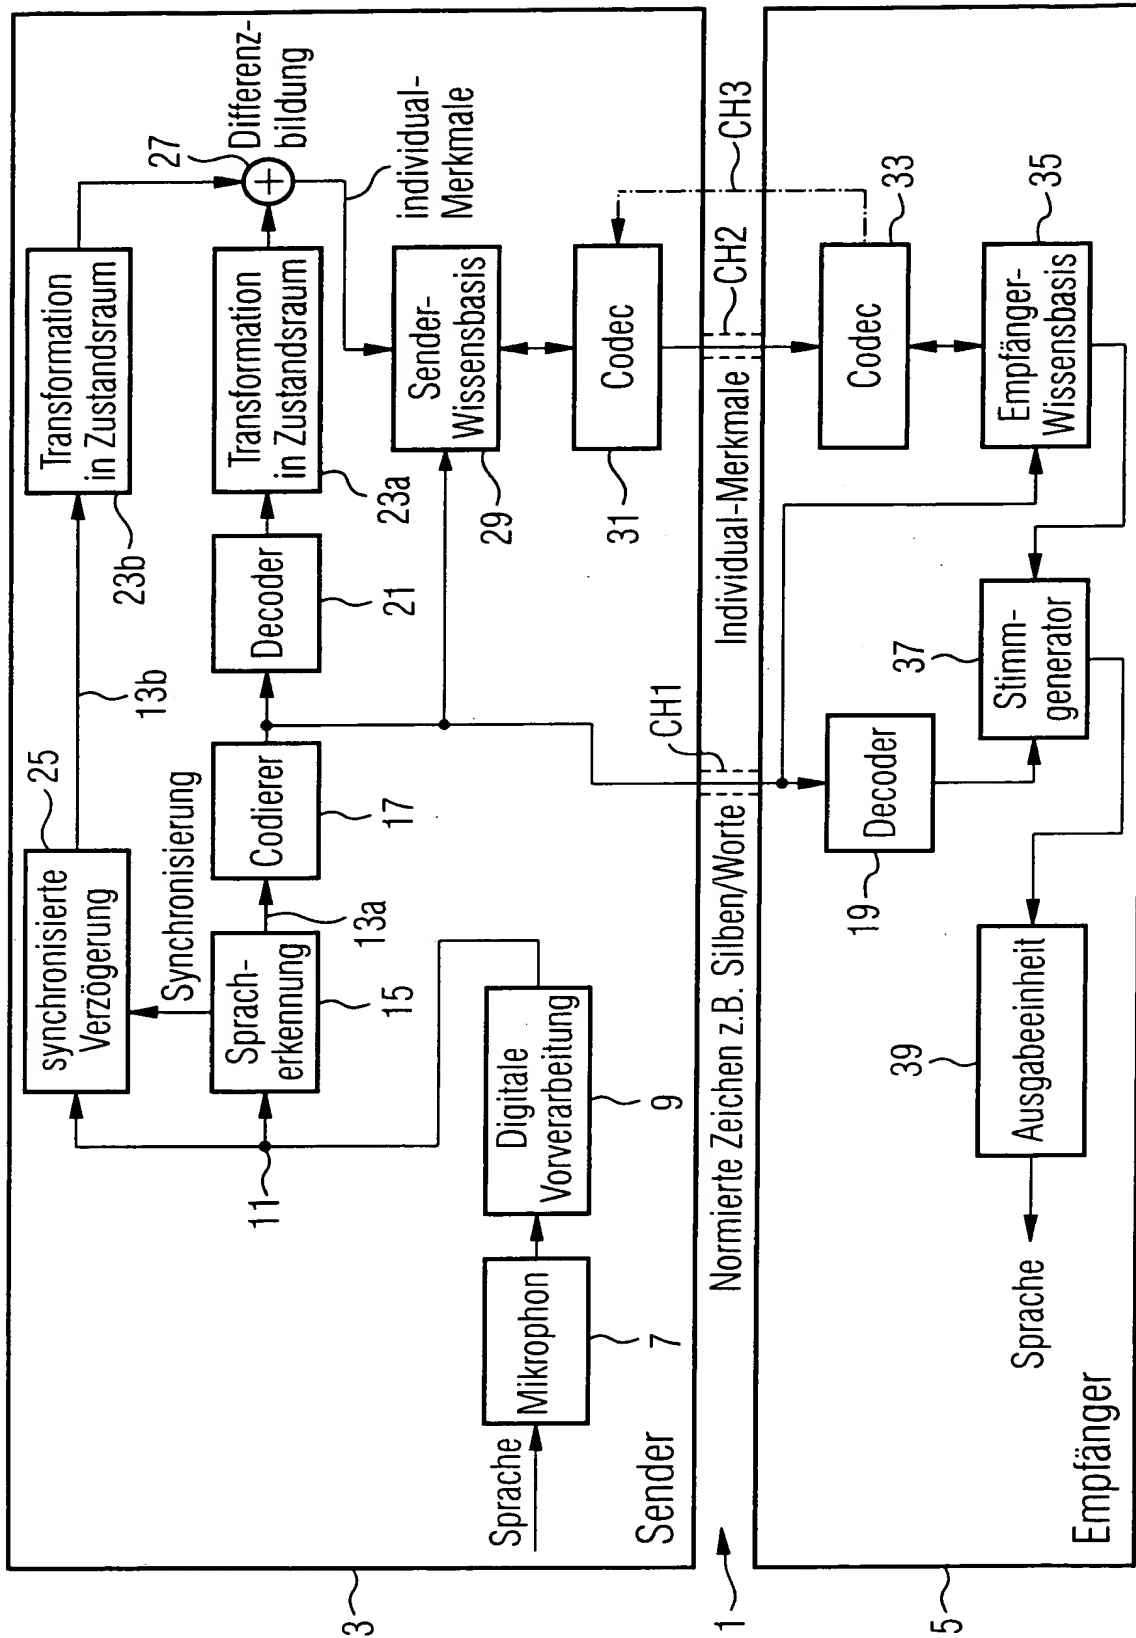 3
Sender
Sprache
Mikrophon
7
Digitale
Vorverarbeitung
9
11
Sprach-
erkennung
15
Synchronisierung
synchronisierte
Verzögerung
25
13a
Codierer
17
13b
Decoder
21
Transformation
in Zustandsraum
23b
Transformation
in Zustandsraum
23a
27
Differenz-
bildung
individual-
Merkmale
Sender-
Wissensbasis
29
Codec
31
1
Normierte Zeichen z.B. Silben/Worte
CH1
Individual-Merkmale
CH2
CH3
5
Empfänger
Sprache
Ausgabeeinheit
39
Decoder
19
Stimm-
generator
37
Codec
33
Empfänger-
Wissensbasis
35